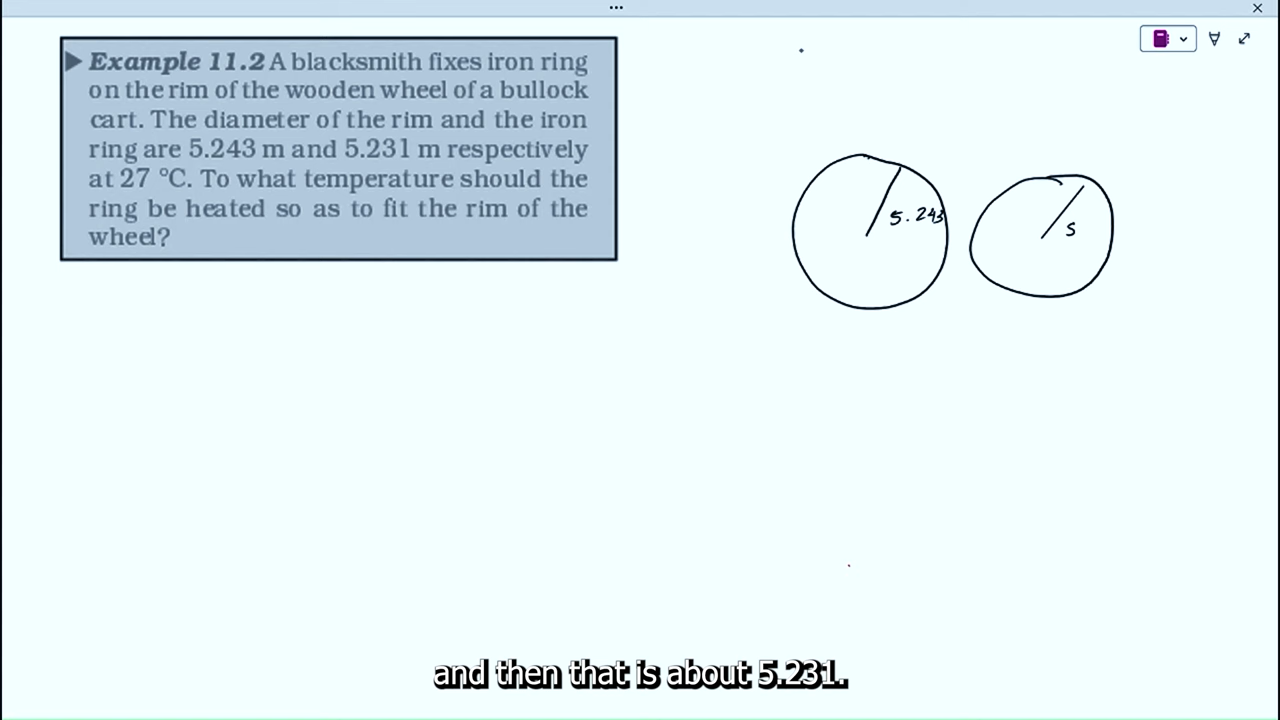 ▶ Example 11.2 A blacksmith fixes iron ring
on the rim of the wooden wheel of a bullock
cart. The diameter of the rim and the iron
ring are 5.243 m and 5.231 m respectively
at 27 °C. To what temperature should the
ring be heated so as to fit the rim of the
wheel?
5.243
5
and then that is about 5.231.